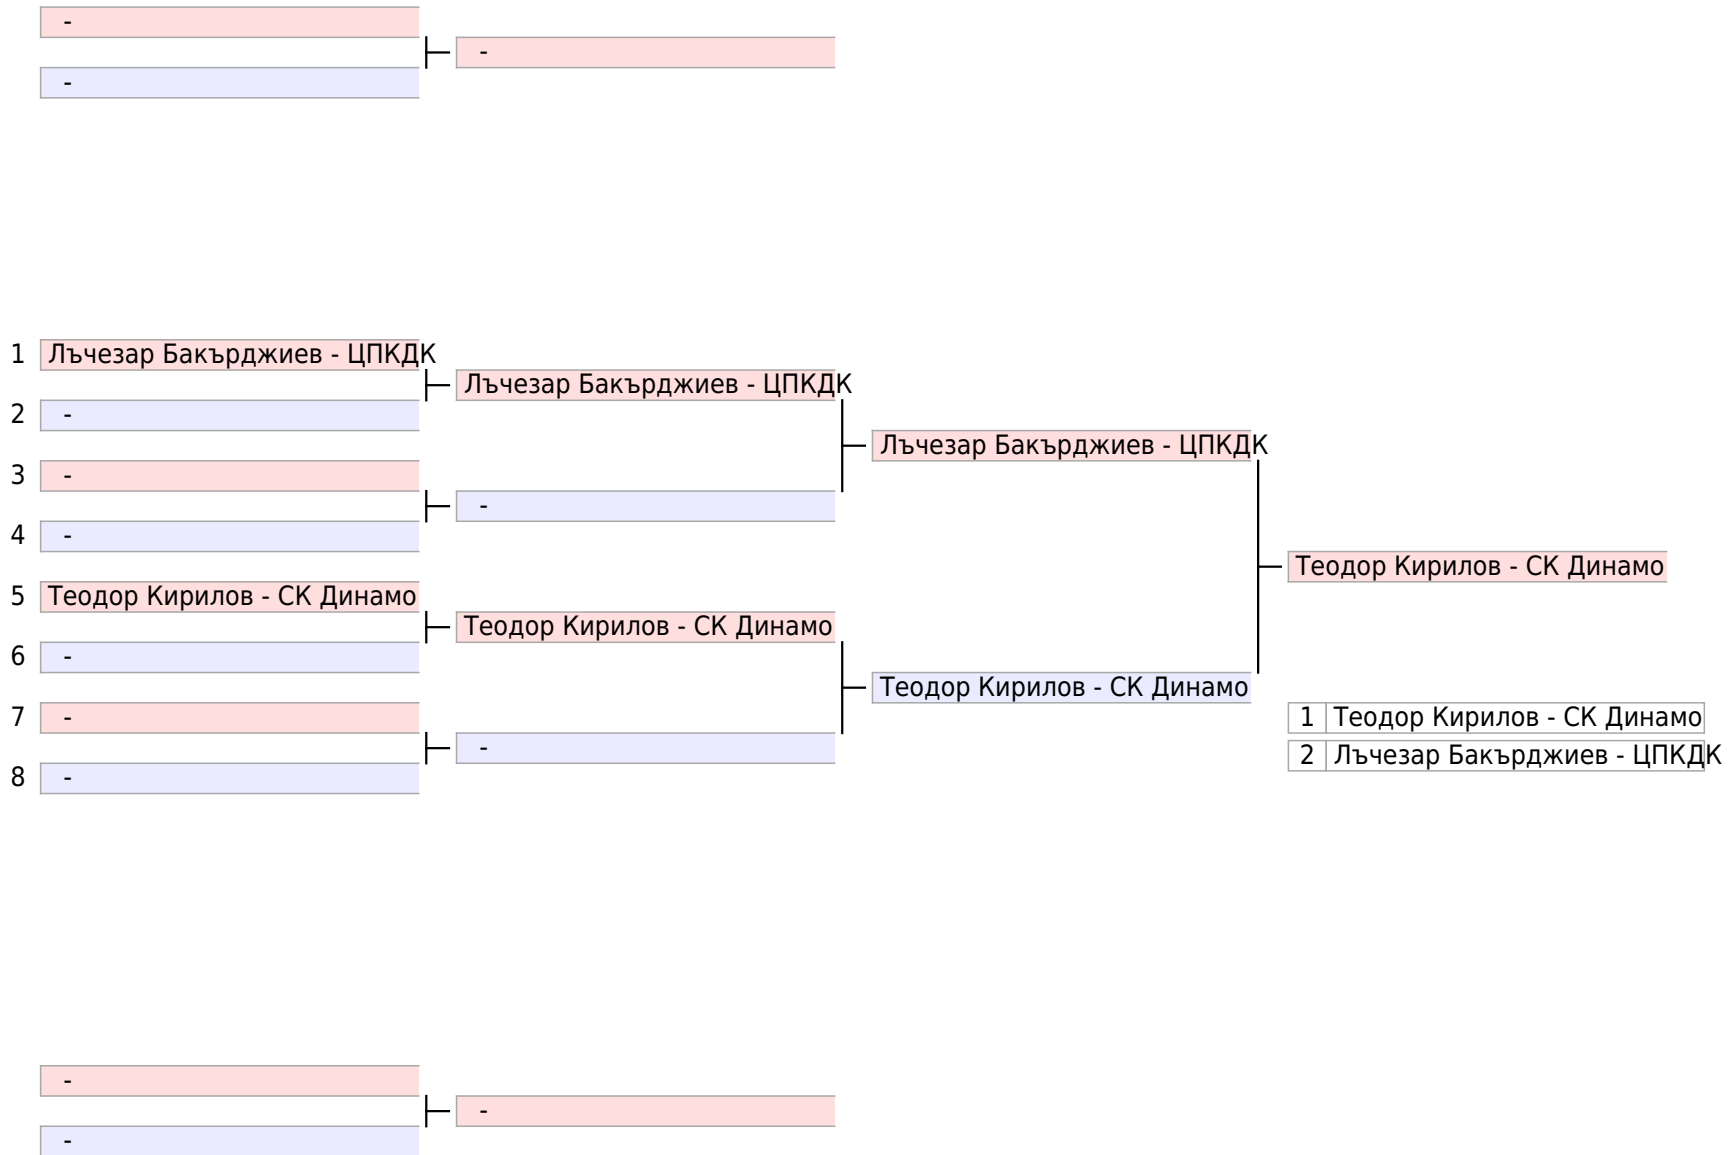 -
-
-
1 Лъчезар Бакърджиев - ЦПКДК
Лъчезар Бакърджиев - ЦПКДК
2 -
Лъчезар Бакърджиев - ЦПКДК
3 -
-
4 -
Теодор Кирилов - СК Динамо
5 Теодор Кирилов - СК Динамо
Теодор Кирилов - СК Динамо
6 -
Теодор Кирилов - СК Динамо
7 -
1 Теодор Кирилов - СК Динамо
-
2 Лъчезар Бакърджиев - ЦПКДК
8 -
-
-
-